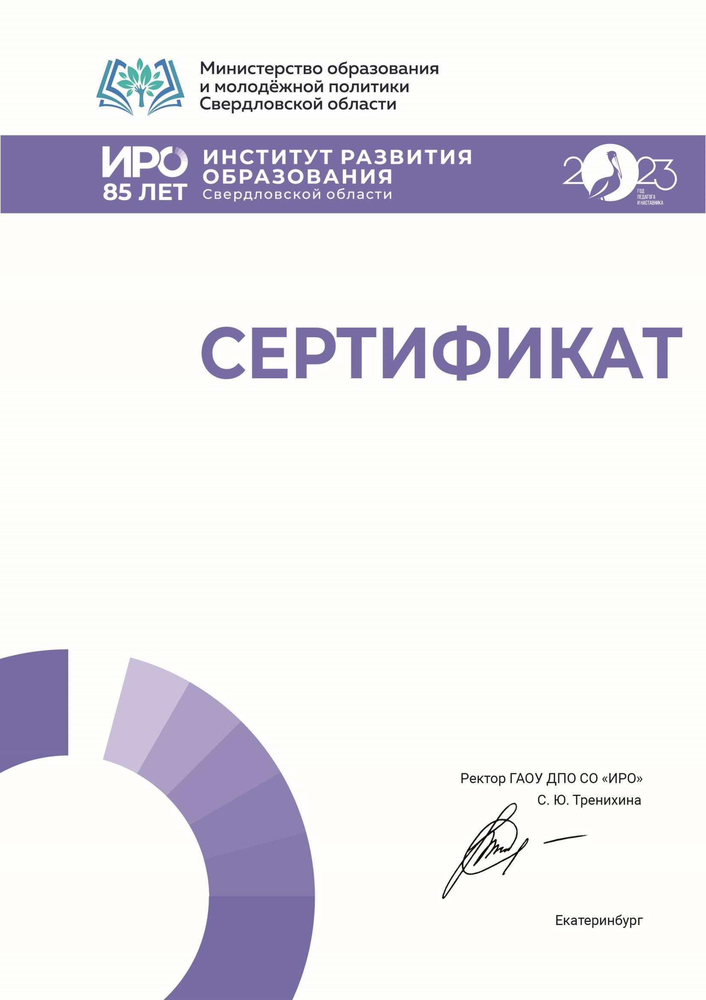 Министерство образования
и молодёжной политики
Свердловской области
ИРО
85 ЛЕТ
ИНСТИТУТ РАЗВИТИЯ
ОБРАЗОВАНИЯ
Свердловской области
2023
ГОД
ПЕДАГОГА
И НАСТАВНИКА
СЕРТИФИКАТ
Ректор ГАОУ ДПО СО «ИРО»
С. Ю. Тренихина
Екатеринбург